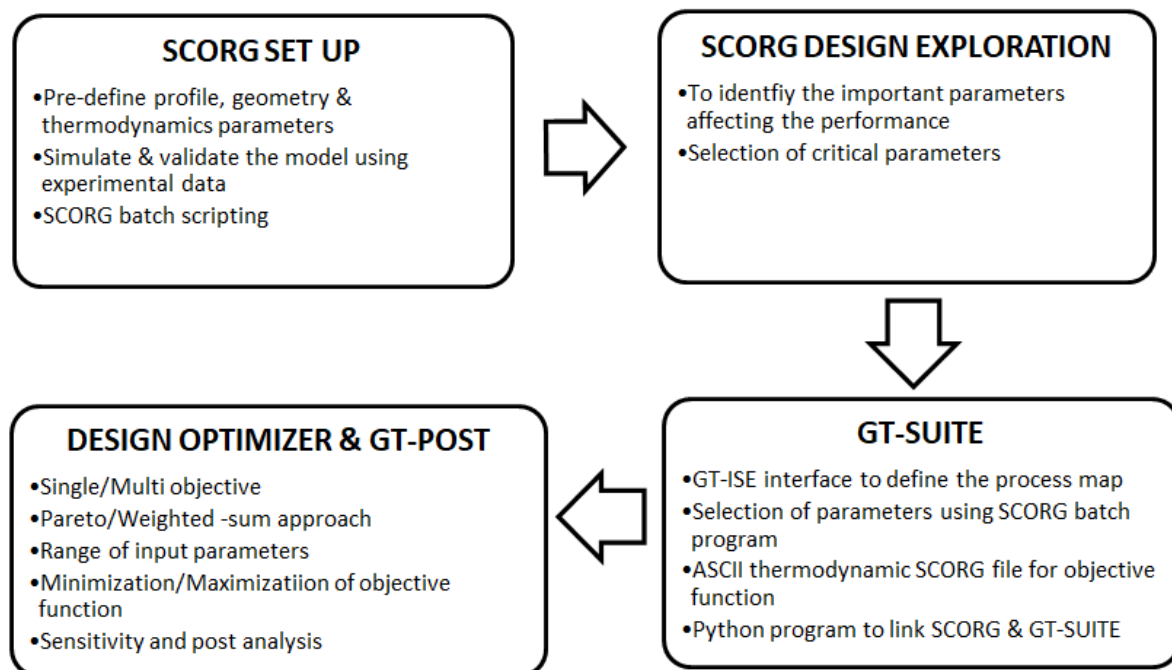 SCORG SET UP
•Pre-define profile, geometry &
thermodynamics parameters
•Simulate & validate the model using
experimental data
•SCORG batch scripting
SCORG DESIGN EXPLORATION
•To identfiy the important parameters
affecting the performance
•Selection of critical parameters
GT-SUITE
•GT-ISE interface to define the process map
•Selection of parameters using SCORG batch
program
•ASCII thermodynamic SCORG file for objective
function
•Python program to link SCORG & GT-SUITE
DESIGN OPTIMIZER & GT-POST
•Single/Multi objective
•Pareto/Weighted -sum approach
•Range of input parameters
•Minimization/Maximizatiion of objective
function
•Sensitivity and post analysis